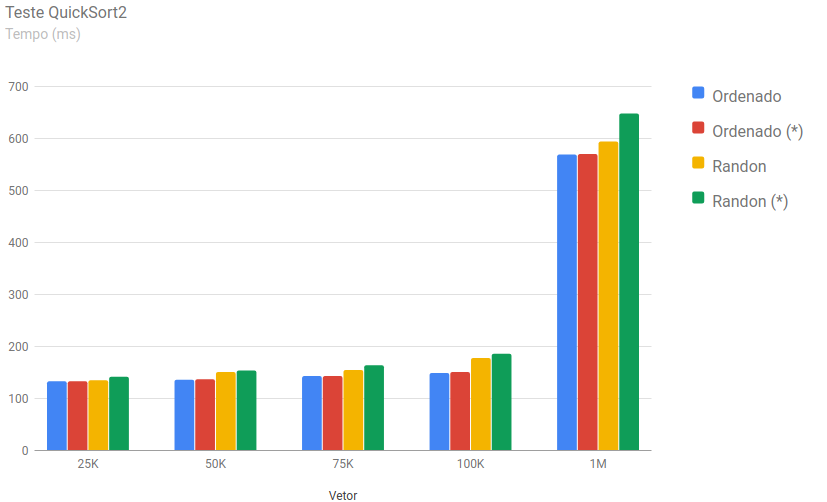 Teste QuickSort2
Tempo (ms)
700
600
500
400
300
200
100
0
25K
50K
75K
100K
1M
Vetor
Ordenado
Ordenado (*)
Randon
Randon (*)